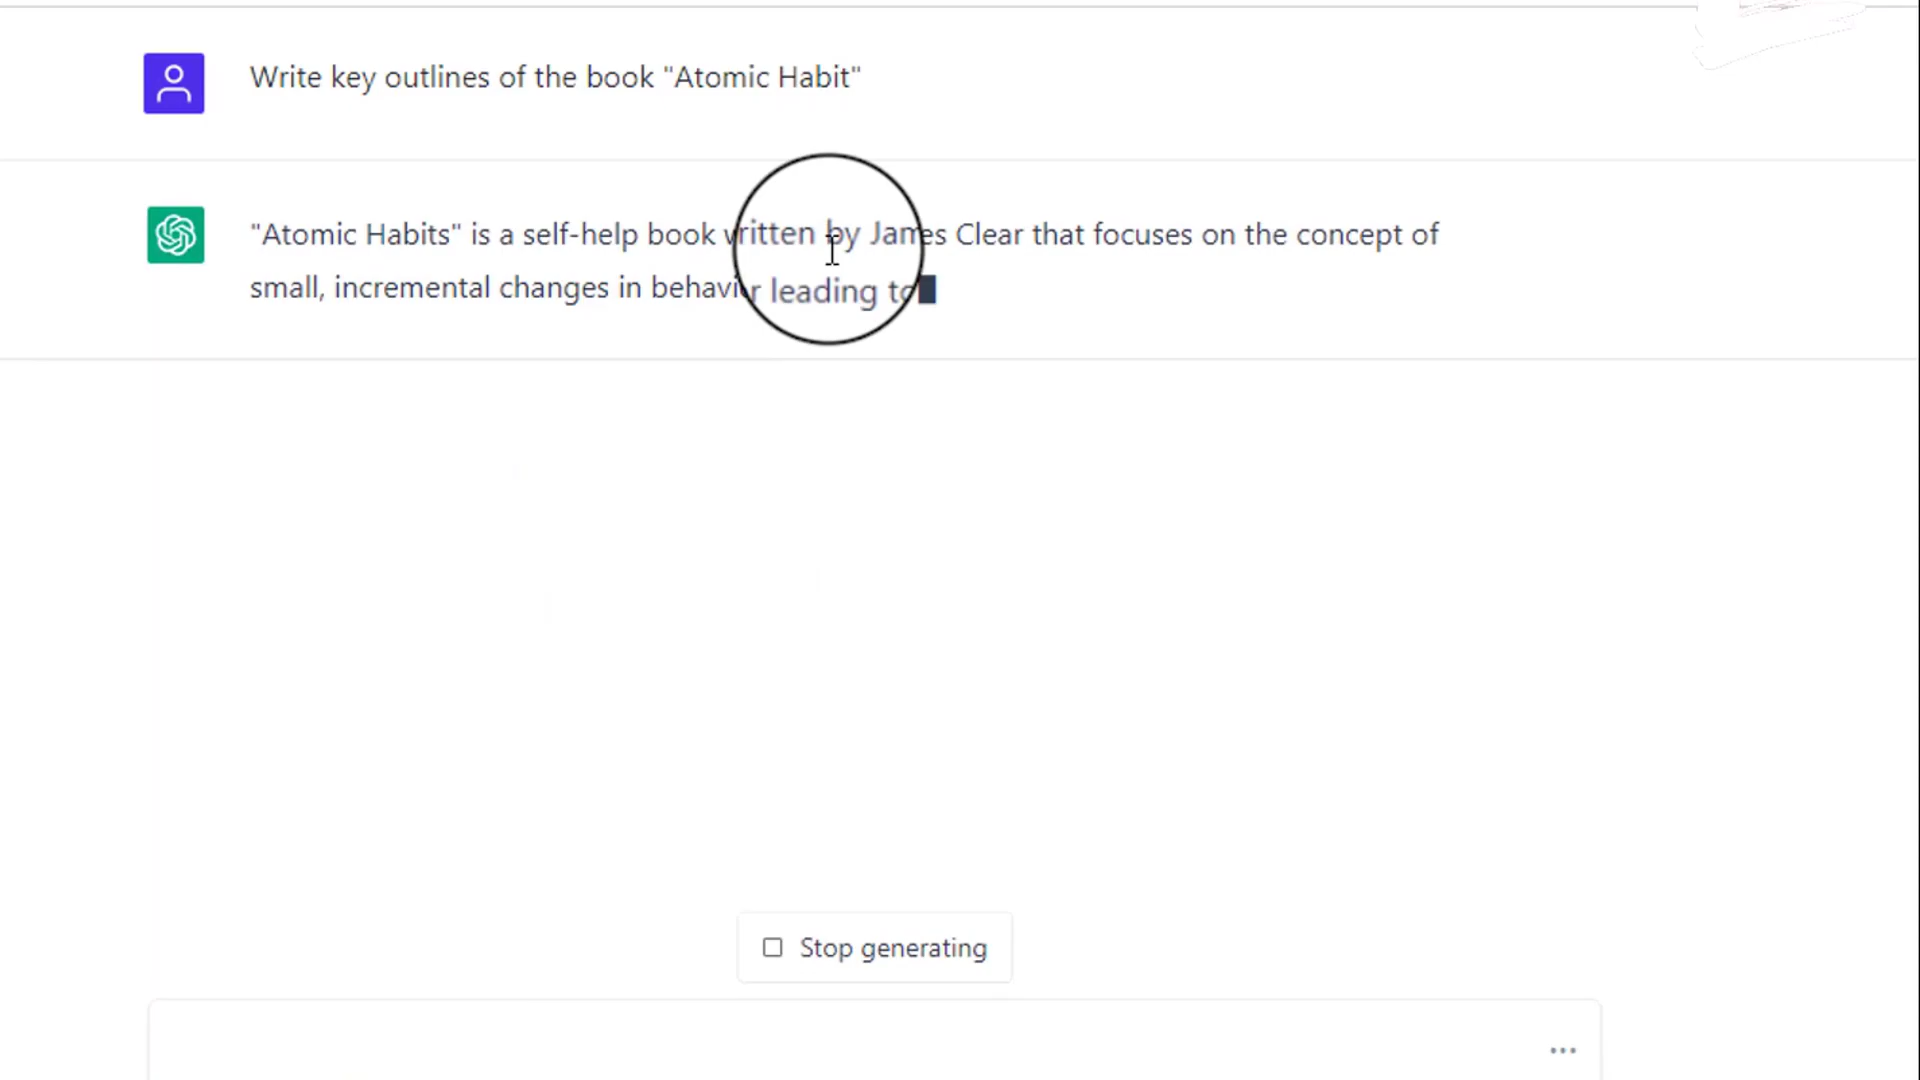 Write key outlines of the book "Atomic Habit"
"Atomic Habits" is a self-help book written by James Clear that focuses on the concept of
small, incremental changes in behavior leading to
Stop generating